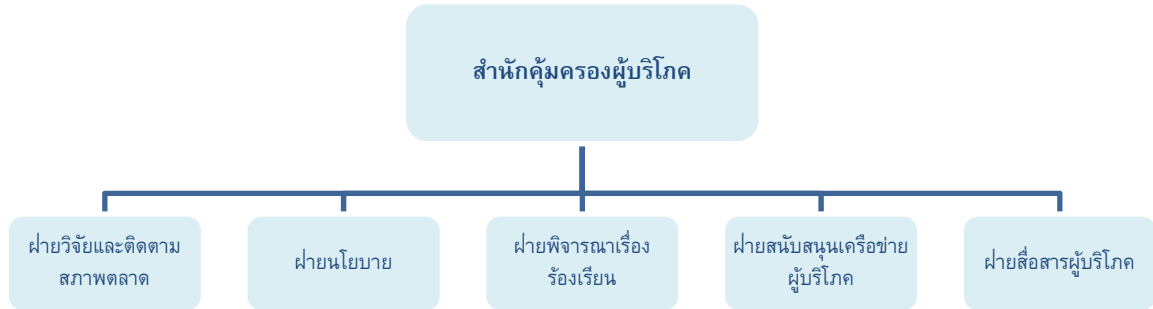 สำนักคุ้มครองผู้บริโภค
ฝ่ายวิจัยและติดตาม
สภาพตลาด
ฝ่ายนโยบาย
ฝ่ายพิจารณาเรื่อง
ร้องเรียน
ฝ่ายสนับสนุนเครือข่าย
ผู้บริโภค
ฝ่ายสื่อสารผู้บริโภค